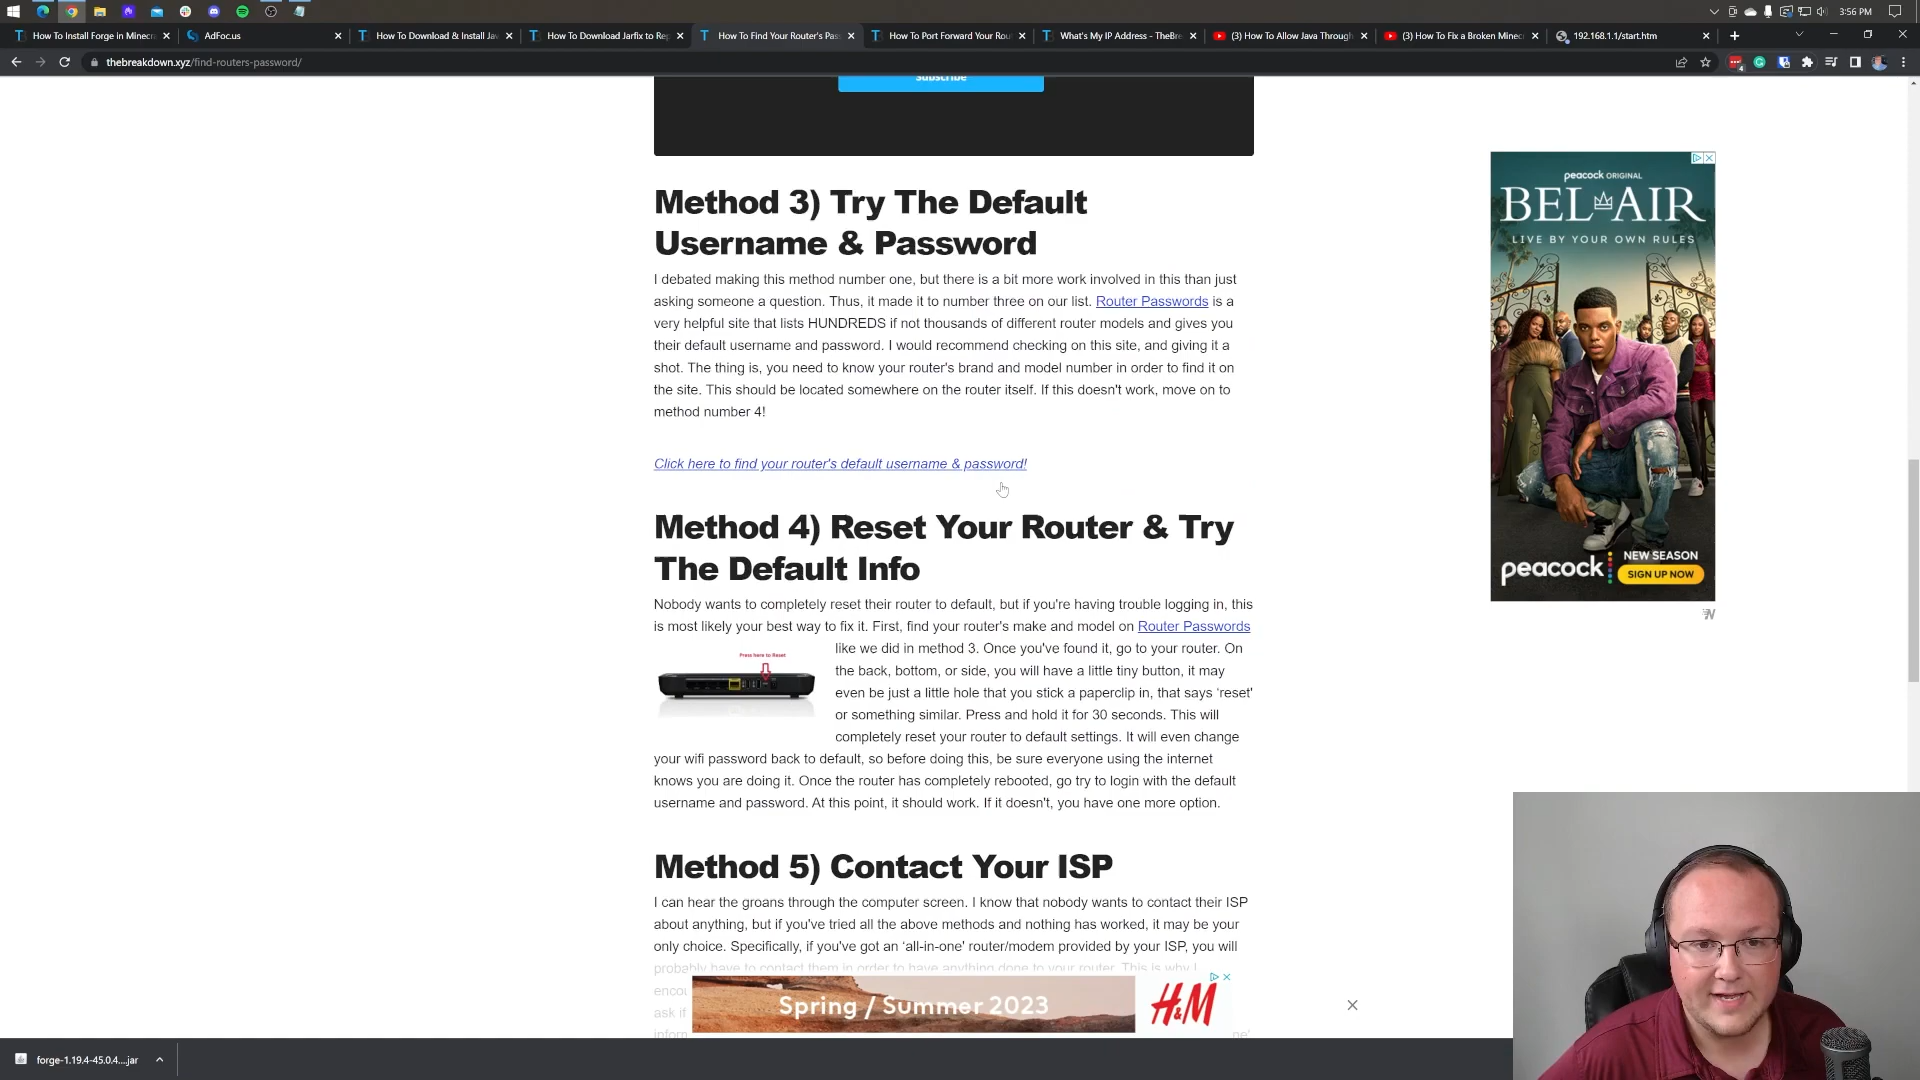 3:56 PM
How To Install Forge in Minecra
AdFoc.us
How To Download & Install Jav
How To Download Jarfix to Rep
How To Find Your Router's Pas
How To Port Forward Your Rou
What's My IP Address - TheBre
(3) How To Allow Java Through
(3) How To Fix a Broken Minec
192.168.1.1/start.htm
thebreakdown.xyz/find-routers-password/
4
Subscribe
Method 3) Try The Default
Username & Password
I debated making this method number one, but there is a bit more work involved in this than just
asking someone a question. Thus, it made it to number three on our list. Router Passwords is a
very helpful site that lists HUNDREDS if not thousands of different router models and gives you
their default username and password. I would recommend checking on this site, and giving it a
shot. The thing is, you need to know your router's brand and model number in order to find it on
the site. This should be located somewhere on the router itself. If this doesn't work, move on to
method number 4!
Click here to find your router's default username & password!
Method 4) Reset Your Router & Try
The Default Info
Nobody wants to completely reset their router to default, but if you're having trouble logging in, this
is most likely your best way to fix it. First, find your router's make and model on Router Passwords
Press here to Reset
like we did in method 3. Once you've found it, go to your router. On
the back, bottom, or side, you will have a little tiny button, it may
even be just a little hole that you stick a paperclip in, that says ‘reset’
or something similar. Press and hold it for 30 seconds. This will
completely reset your router to default settings. It will even change
your wifi password back to default, so before doing this, be sure everyone using the internet
knows you are doing it. Once the router has completely rebooted, go try to login with the default
username and password. At this point, it should work. If it doesn't, you have one more option.
Method 5) Contact Your ISP
I can hear the groans through the computer screen. I know that nobody wants to contact their ISP
about anything, but if you've tried all the above methods and nothing has worked, it may be your
only choice. Specifically, if you've got an ‘all-in-one’ router/modem provided by your ISP, you will
probably have to contact them in order to have anything done to your router. This is why I
encou
ask if
inform
Spring / Summer 2023
H&M
peacock ORIGINAL
BEL-AIR
LIVE BY YOUR OWN RULES
peacock
NEW SEASON
SIGN UP NOW
forge-1.19.4-45.0.4....jar